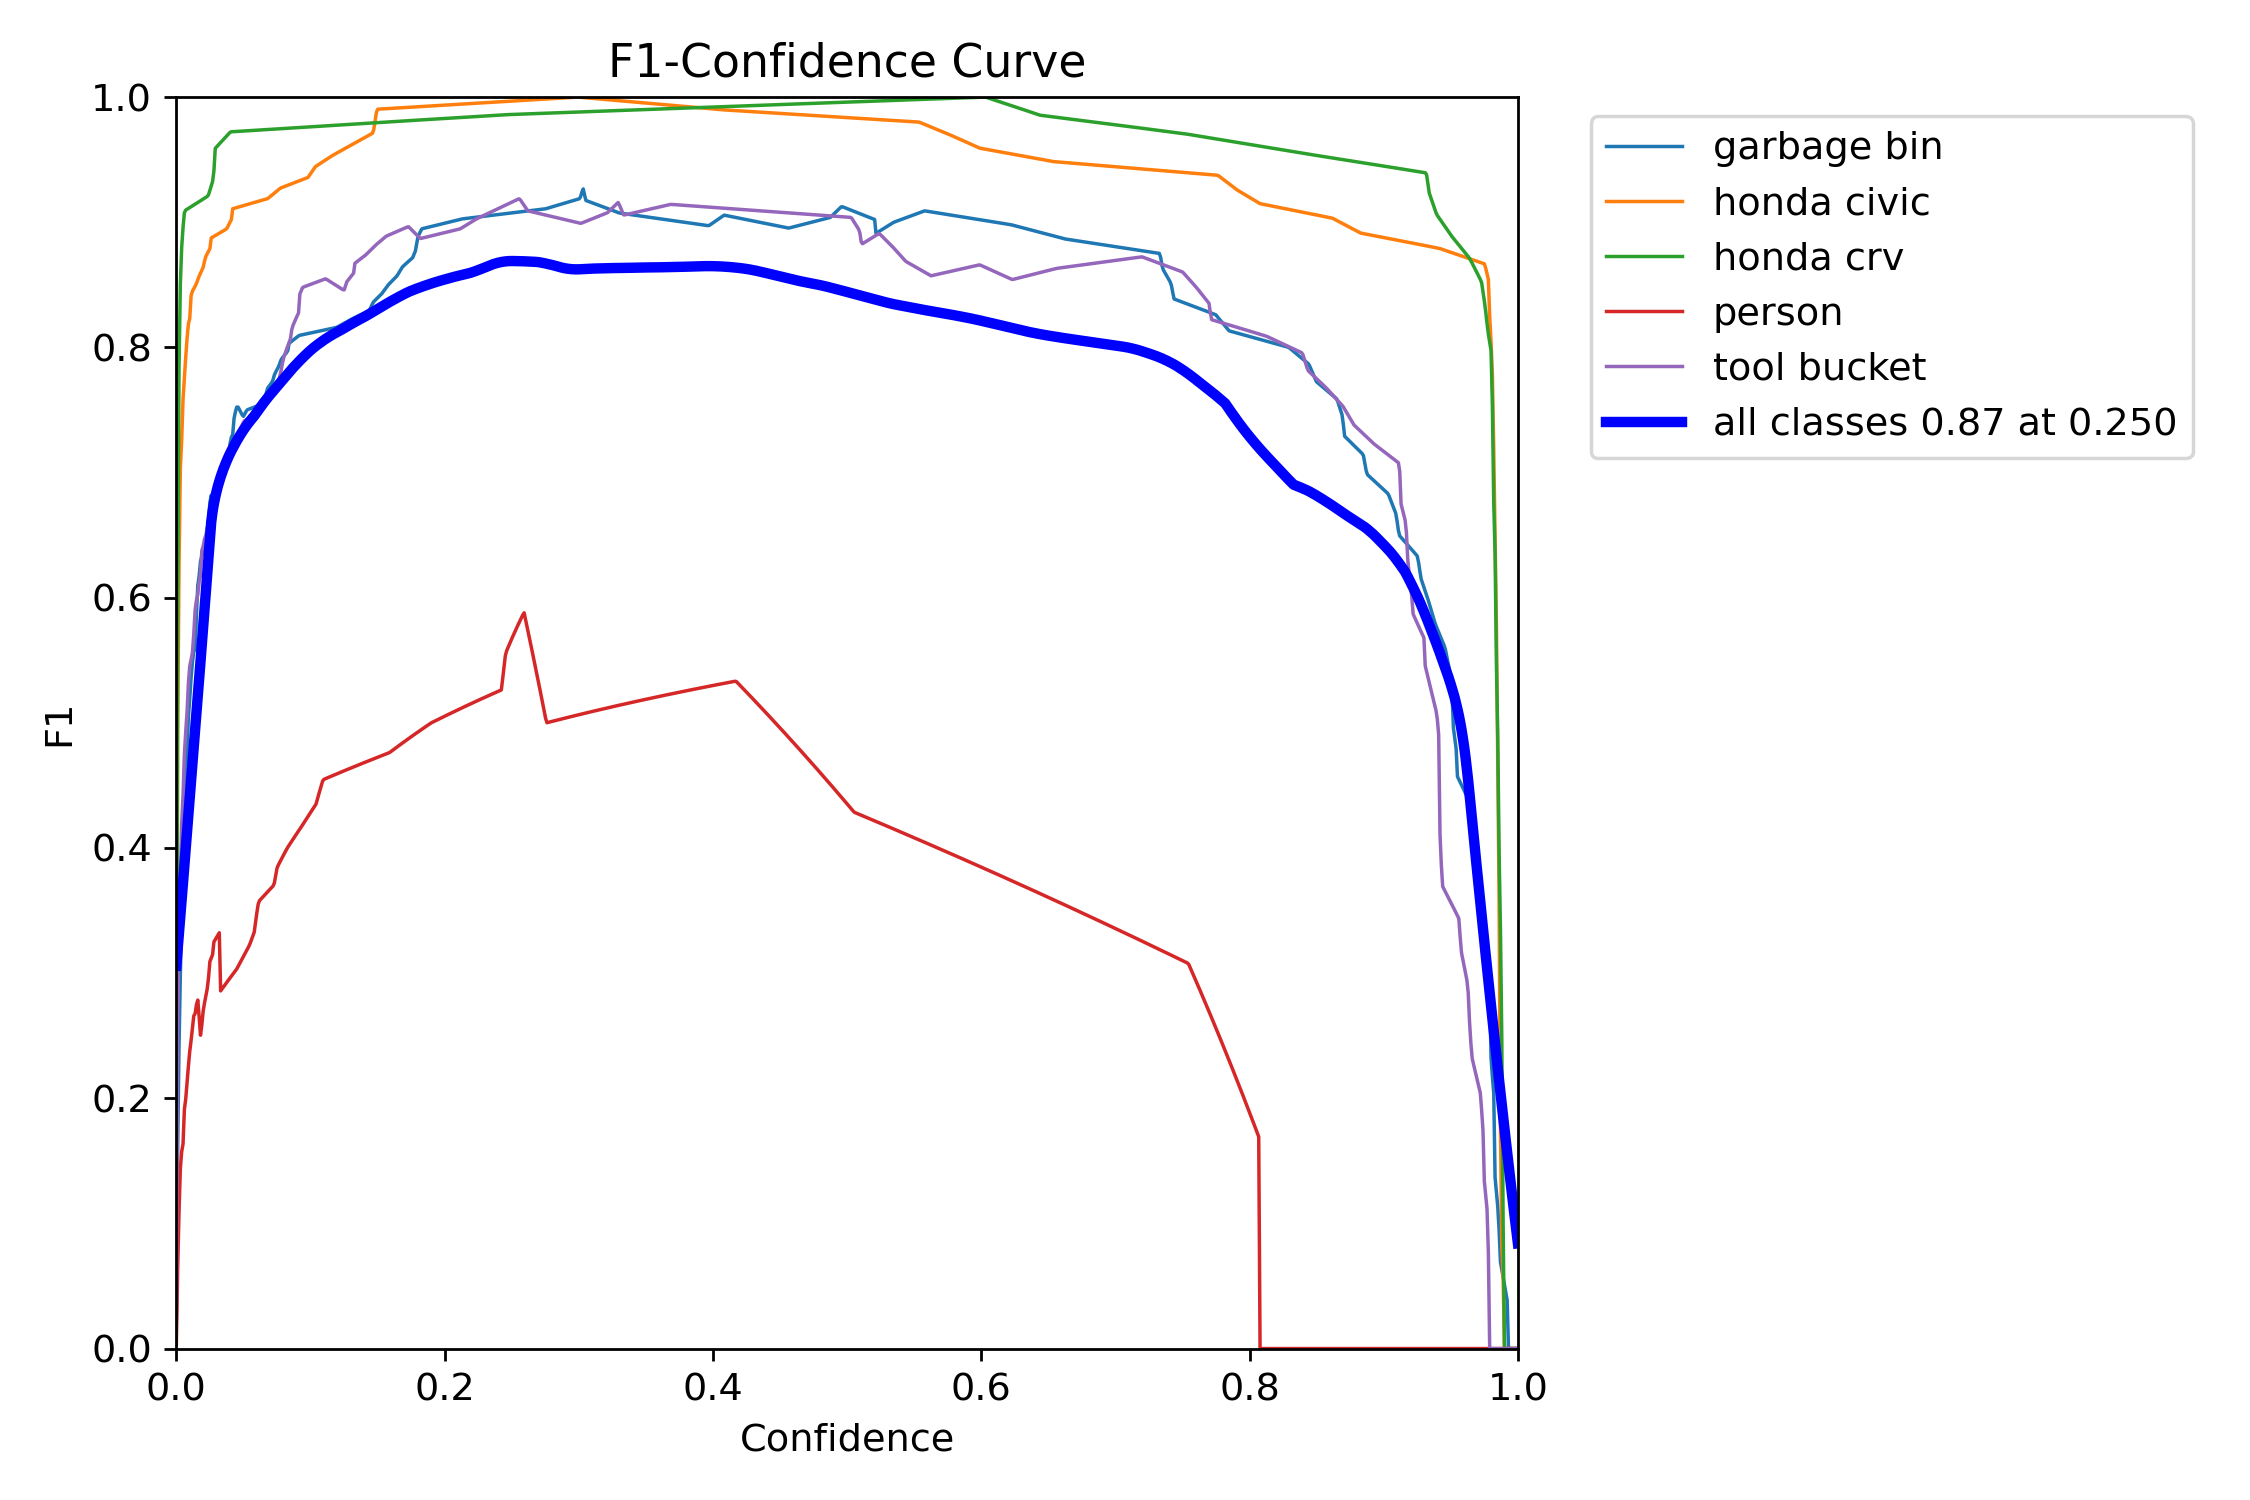 F1-Confidence Curve
1.0
0.8
0.6
0.4
0.2
0.0
F1
0.0 0.2 0.4 0.6 0.8 1.0
Confidence
garbage bin
honda civic
honda crv
person
tool bucket
all classes 0.87 at 0.250